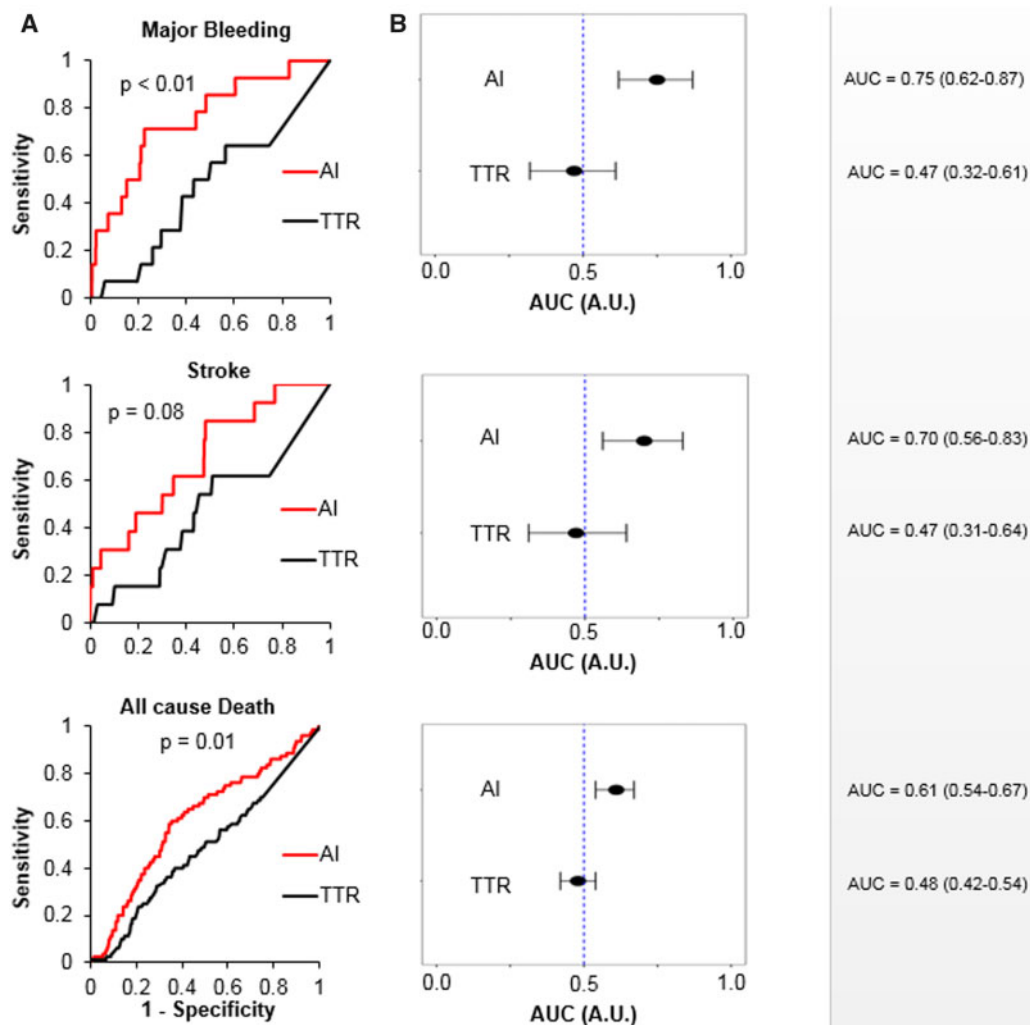 A
Major Bleeding
p < 0.01
Sensitivity
1
0.8
0.6
0.4
0.2
0
0 0.2 0.4 0.6 0.8 1
AI
TTR
Stroke
p = 0.08
Sensitivity
1
0.8
0.6
0.4
0.2
0
0 0.2 0.4 0.6 0.8 1
AI
TTR
All cause Death
p = 0.01
Sensitivity
1
0.8
0.6
0.4
0.2
0
0 0.2 0.4 0.6 0.8 1
1 - Specificity
AI
TTR
B
AI
TTR
0.0 0.5 1.0
AUC (A.U.)
AUC = 0.75 (0.62-0.87)
AUC = 0.47 (0.32-0.61)
AI
TTR
0.0 0.5 1.0
AUC (A.U.)
AUC = 0.70 (0.56-0.83)
AUC = 0.47 (0.31-0.64)
AI
TTR
0.0 0.5 1.0
AUC (A.U.)
AUC = 0.61 (0.54-0.67)
AUC = 0.48 (0.42-0.54)